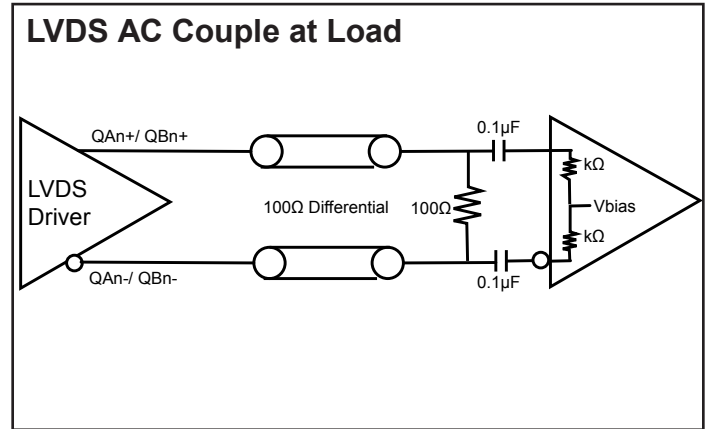 LVDS AC Couple at Load
QAn+/ QBn+
0.1µF
kΩ
LVDS
Driver
100Ω Differential
100Ω
Vbias
kΩ
QAn-/ QBn-
0.1µF